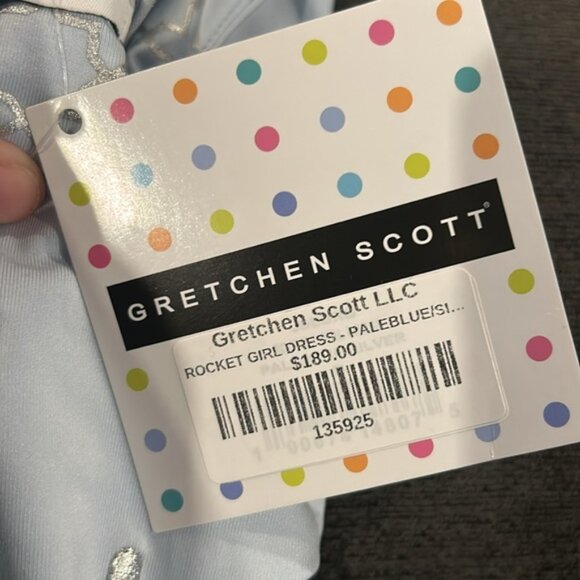 GRETCHEN SCOTT®
Gretchen Scott LLC
ROCKET GIRL DRESS - PALEBLUE/SI...
$189.00
135925